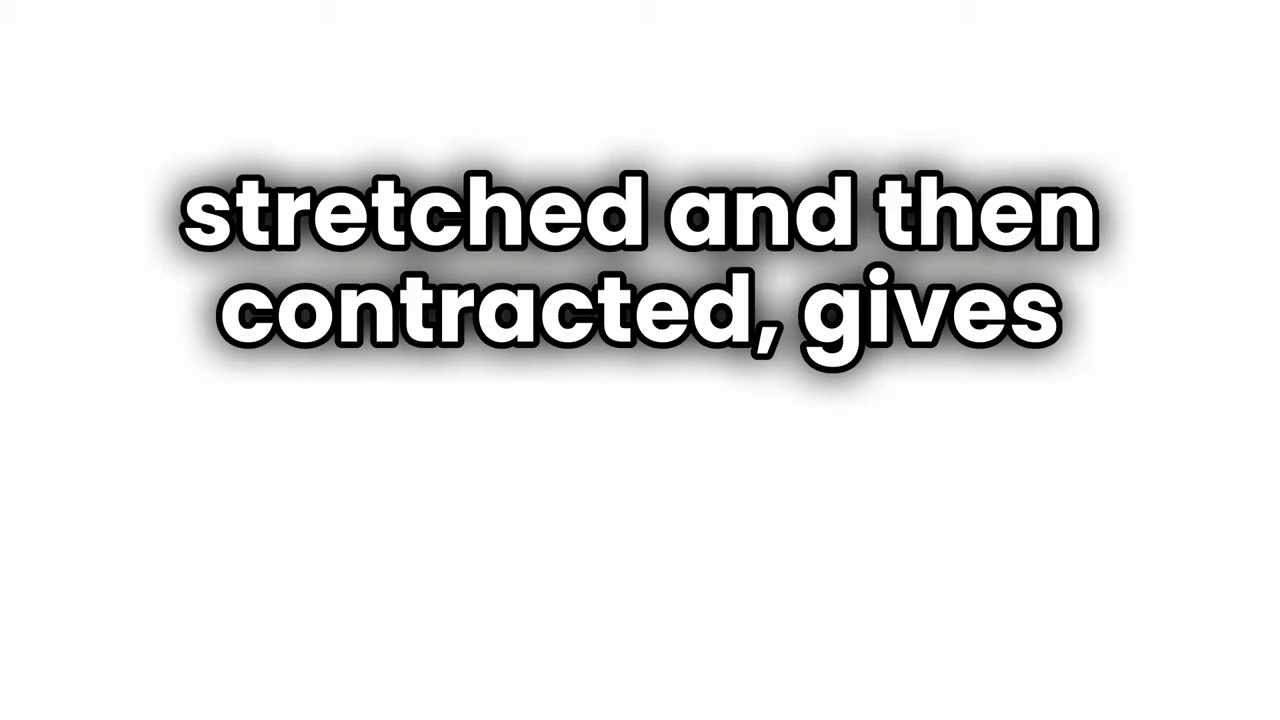 stretched and then
contracted, gives